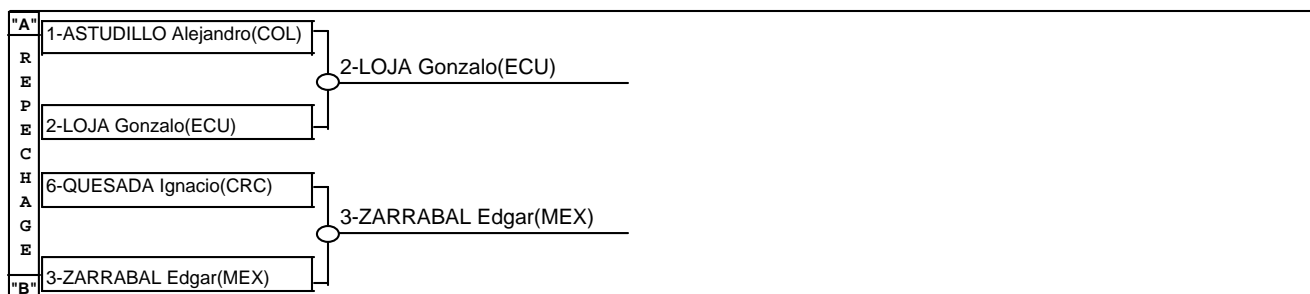 "A"
1-ASTUDILLO Alejandro(COL)
2-LOJA Gonzalo(ECU)
2-LOJA Gonzalo(ECU)
6-QUESADA Ignacio(CRC)
3-ZARRABAL Edgar(MEX)
3-ZARRABAL Edgar(MEX)
"B"
REPECHAGE